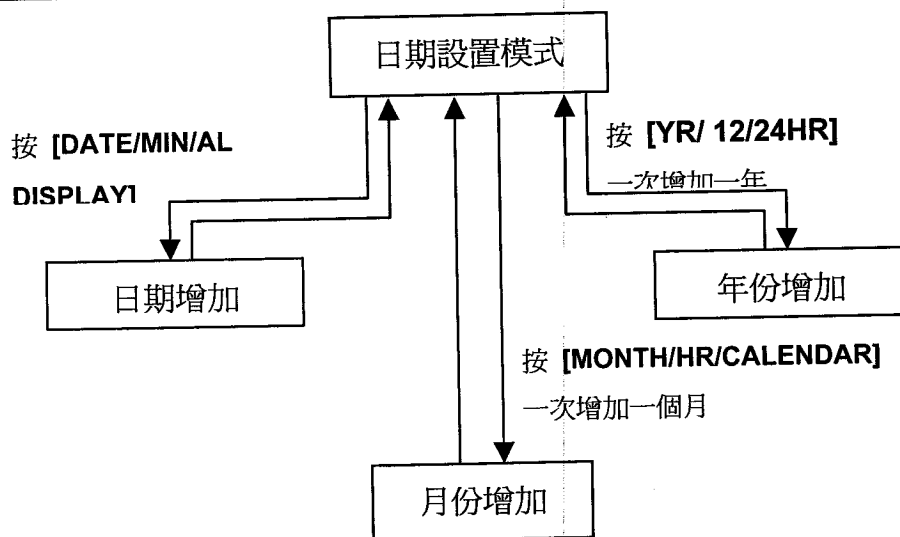 日期設置模式
按 [DATE/MIN/AL
DISPLAY]
按 [YR/ 12/24HR]
一次增加一年
日期增加
年份增加
按 [MONTH/HR/CALENDAR]
一次增加一個月
月份增加